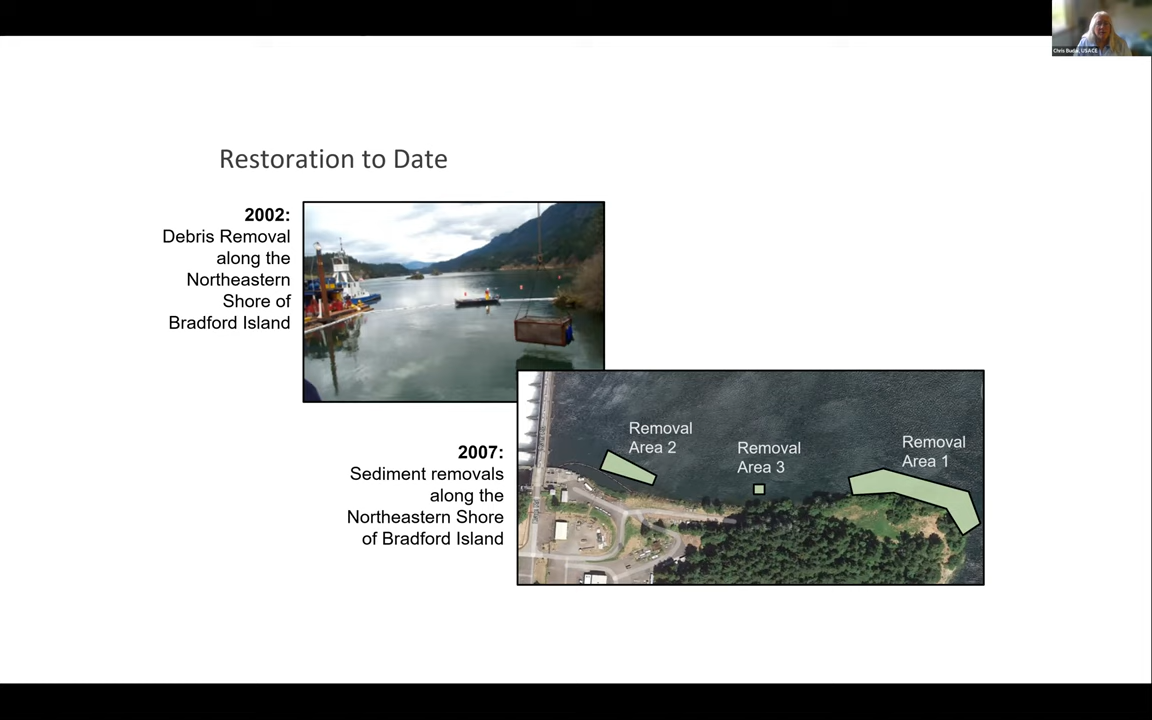 Chris Budai, USACE
Restoration to Date
2002:
Debris Removal
along the
Northeastern
Shore of
Bradford Island
2007:
Sediment removals
along the
Northeastern Shore
of Bradford Island
Removal
Area 2
Removal
Area 3
Removal
Area 1